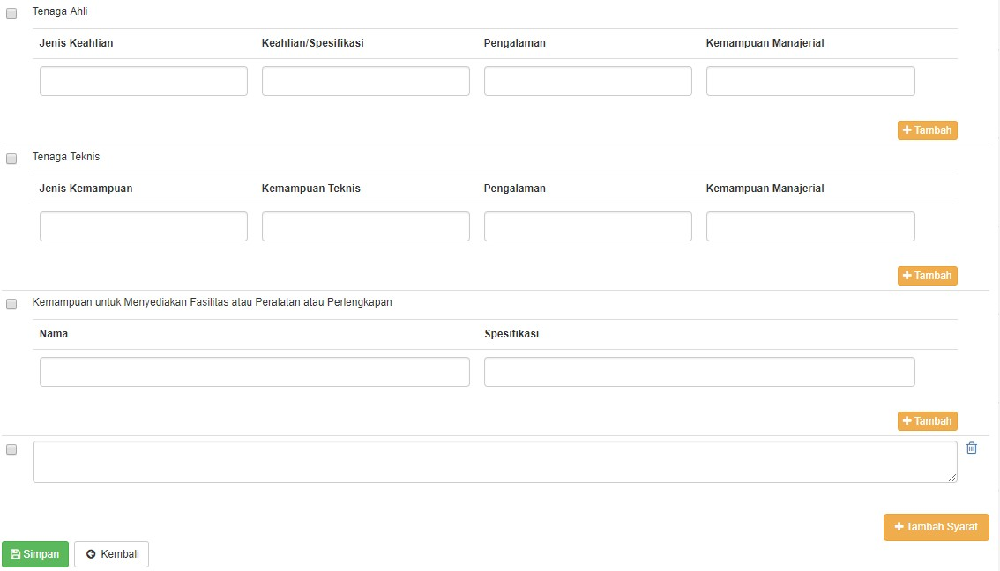 Tenaga Ahli
Jenis Keahlian Keahlian/Spesifikasi Pengalaman Kemampuan Manajerial
Tambah
Tenaga Teknis
Jenis Kemampuan Kemampuan Teknis Pengalaman Kemampuan Manajerial
Tambah
Kemampuan untuk Menyediakan Fasilitas atau Peralatan atau Perlengkapan
Nama Spesifikasi
Tambah
Tambah Syarat
Simpan Kembali